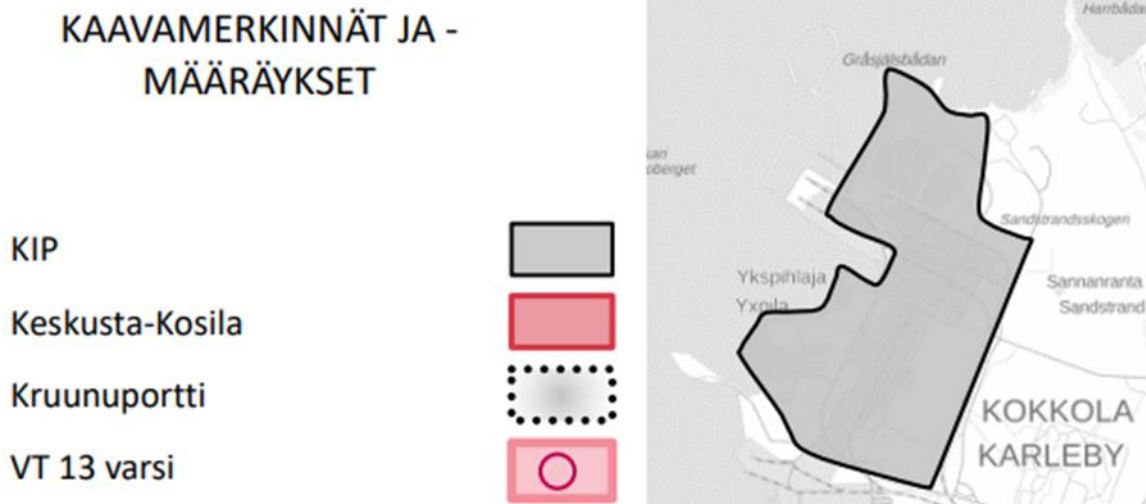 KAAVAMERKINNÄT JA -
MÄÄRÄYKSET
KIP
Keskusta-Kosila
Kruunuportti
VT 13 varsi
Gråsjälsbådan
Sandstrandsskogen
Ykspihlaja
Yxpila
Sannanranta
Sandstrand
KOKKOLA
KARLEBY